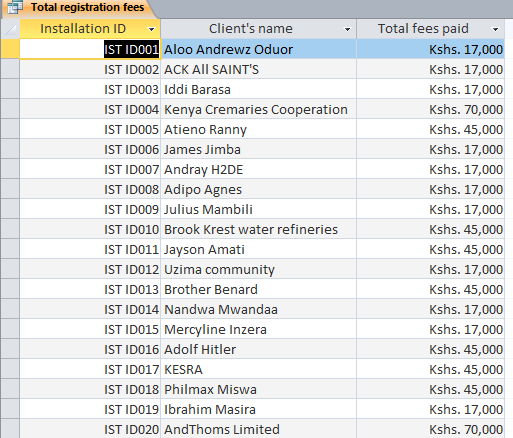 Total registration fees
Installation ID Client's name Total fees paid
IST ID001 Aloo Andrewz Oduor Kshs. 17,000
IST ID002 ACK All SAINT'S Kshs. 17,000
IST ID003 Iddi Barasa Kshs. 17,000
IST ID004 Kenya Cremaries Cooperation Kshs. 70,000
IST ID005 Atieno Ranny Kshs. 45,000
IST ID006 James Jimba Kshs. 17,000
IST ID007 Andray H2DE Kshs. 17,000
IST ID008 Adipo Agnes Kshs. 17,000
IST ID009 Julius Mambili Kshs. 17,000
IST ID010 Brook Krest water refineries Kshs. 45,000
IST ID011 Jayson Amati Kshs. 45,000
IST ID012 Uzima community Kshs. 17,000
IST ID013 Brother Benard Kshs. 45,000
IST ID014 Nandwa Mwandaa Kshs. 17,000
IST ID015 Mercyline Inzera Kshs. 17,000
IST ID016 Adolf Hitler Kshs. 45,000
IST ID017 KESRA Kshs. 45,000
IST ID018 Philmax Miswa Kshs. 45,000
IST ID019 Ibrahim Masira Kshs. 17,000
IST ID020 AndThoms Limited Kshs. 70,000